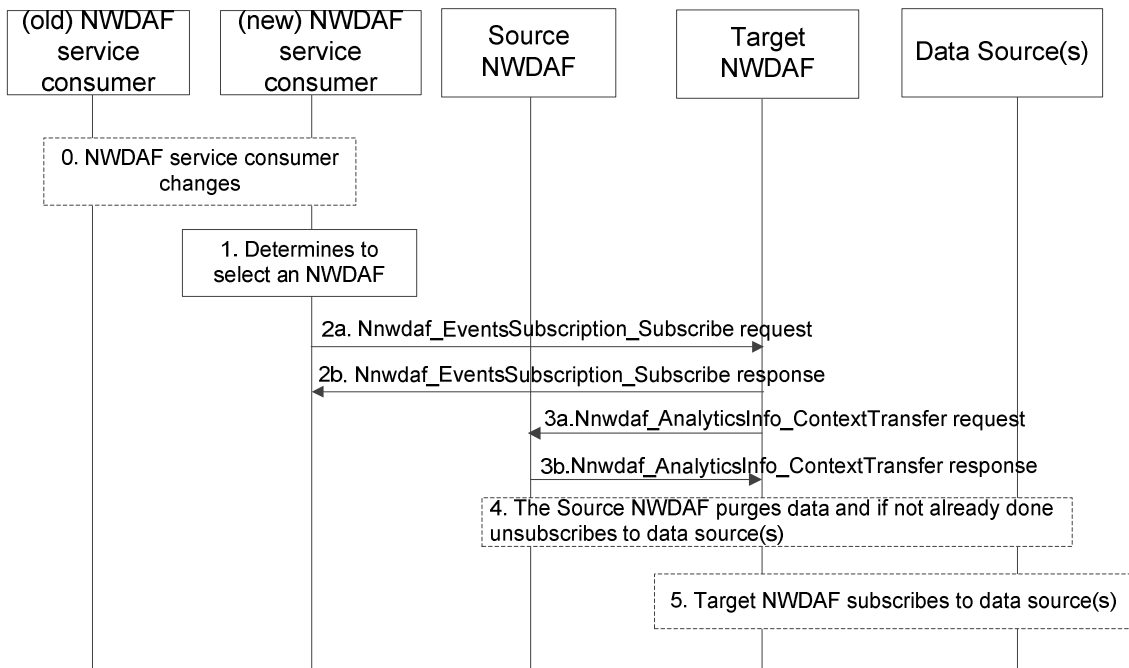 (old) NWDAF
service
consumer
(new) NWDAF
service
consumer
Source
NWDAF
Target
NWDAF
Data Source(s)
0. NWDAF service consumer
changes
1. Determines to
select an NWDAF
2a. Nnwdaf_EventsSubscription_Subscribe request
2b. Nnwdaf_EventsSubscription_Subscribe response
3a.Nnwdaf_AnalyticsInfo_ContextTransfer request
3b.Nnwdaf_AnalyticsInfo_ContextTransfer response
4. The Source NWDAF purges data and if not already done
unsubscribes to data source(s)
5. Target NWDAF subscribes to data source(s)